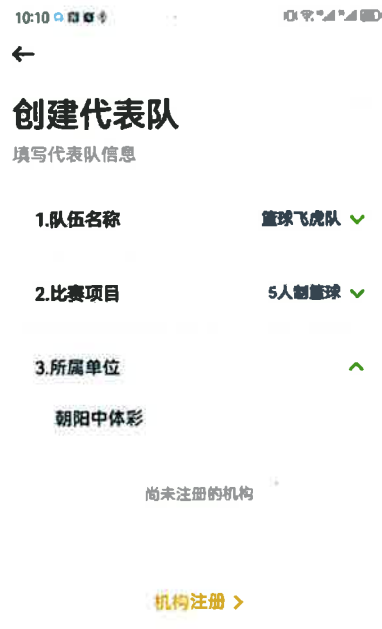 10:10
创建代表队
填写代表队信息
1.队伍名称 篮球飞虎队
2.比赛项目 5人制篮球
3.所属单位
朝阳中体彩
尚未注册的机构
机构注册